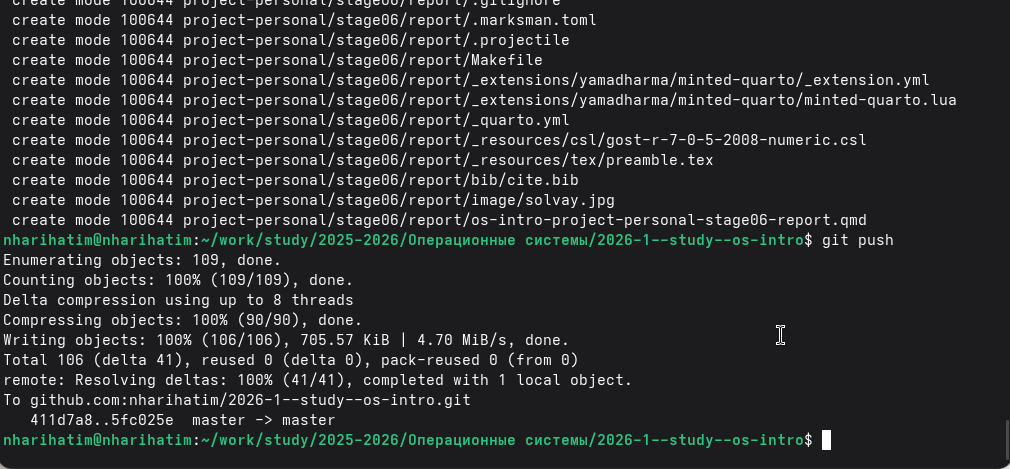 create mode 100644 project-personal/stage06/report/.gitignore
create mode 100644 project-personal/stage06/report/.marksman.toml
create mode 100644 project-personal/stage06/report/.projectile
create mode 100644 project-personal/stage06/report/Makefile
create mode 100644 project-personal/stage06/report/_extensions/yamadharma/minted-quarto/_extension.yml
create mode 100644 project-personal/stage06/report/_extensions/yamadharma/minted-quarto/minted-quarto.lua
create mode 100644 project-personal/stage06/report/_quarto.yml
create mode 100644 project-personal/stage06/report/_resources/csl/gost-r-7-0-5-2008-numeric.csl
create mode 100644 project-personal/stage06/report/_resources/tex/preamble.tex
create mode 100644 project-personal/stage06/report/bib/cite.bib
create mode 100644 project-personal/stage06/report/image/solvay.jpg
create mode 100644 project-personal/stage06/report/os-intro-project-personal-stage06-report.qmd
nharihatim@nharihatim:~/work/study/2025-2026/Операционные системы/2026-1--study--os-intro$ git push
Enumerating objects: 109, done.
Counting objects: 100% (109/109), done.
Delta compression using up to 8 threads
Compressing objects: 100% (90/90), done.
Writing objects: 100% (106/106), 705.57 KiB | 4.70 MiB/s, done.
Total 106 (delta 41), reused 0 (delta 0), pack-reused 0 (from 0)
remote: Resolving deltas: 100% (41/41), completed with 1 local object.
To github.com:nharihatim/2026-1--study--os-intro.git
   411d7a8..5fc025e  master -> master
nharihatim@nharihatim:~/work/study/2025-2026/Операционные системы/2026-1--study--os-intro$